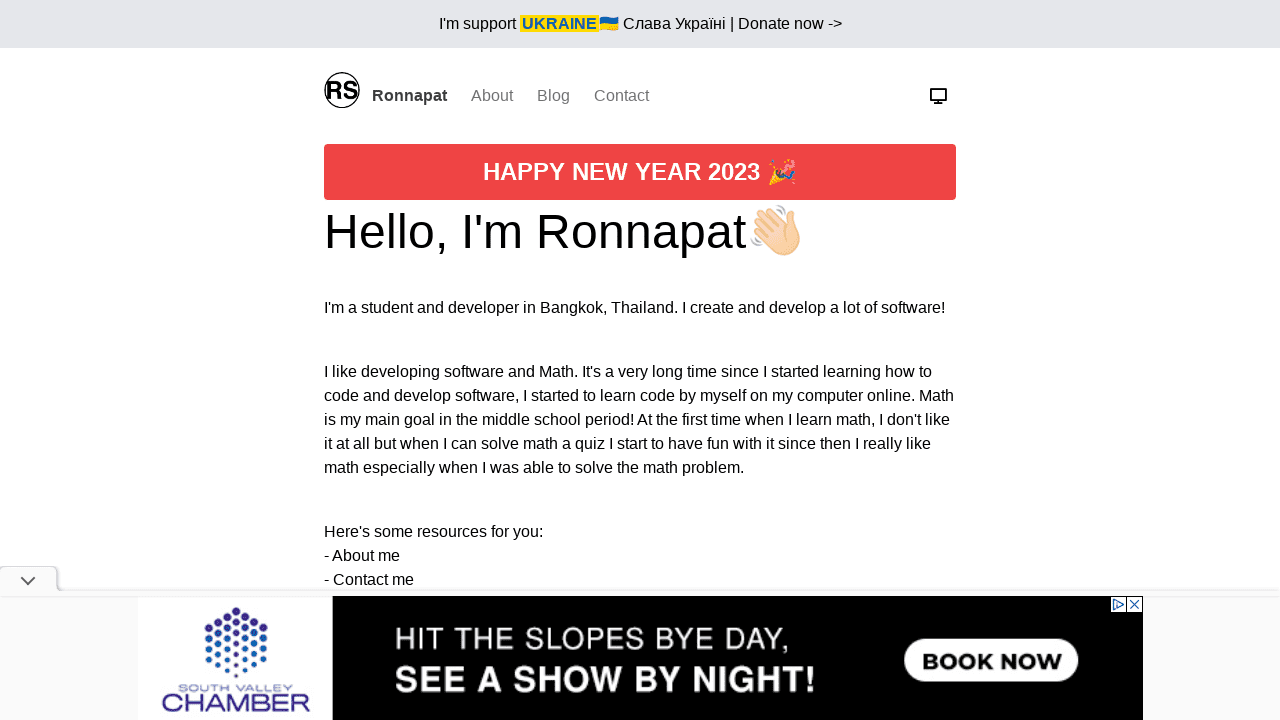 I'm support UKRAINE🇺🇦 Слава Україні | Donate now ->
RS Ronnapat About Blog Contact
HAPPY NEW YEAR 2023 🎉
Hello, I'm Ronnapat👋🏻
I'm a student and developer in Bangkok, Thailand. I create and develop a lot of software!
I like developing software and Math. It's a very long time since I started learning how to
code and develop software, I started to learn code by myself on my computer online. Math
is my main goal in the middle school period! At the first time when I learn math, I don't like
it at all but when I can solve math a quiz I start to have fun with it since then I really like
math especially when I was able to solve the math problem.
Here's some resources for you:
- About me
- Contact me
SOUTH VALLEY
CHAMBER
HIT THE SLOPES BYE DAY,
SEE A SHOW BY NIGHT!
BOOK NOW